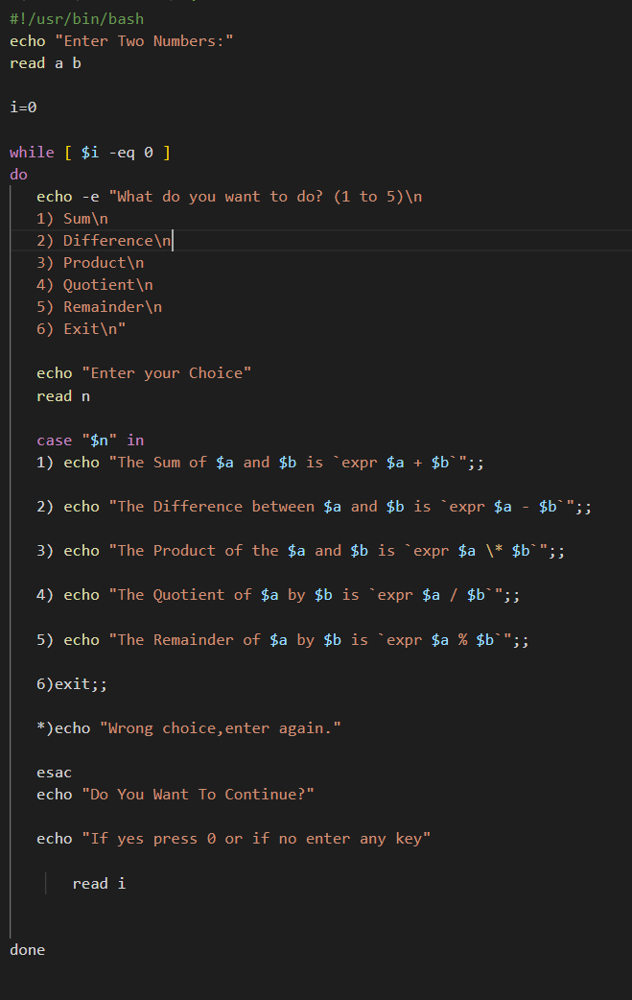 #!/usr/bin/bash
echo "Enter Two Numbers:"
read a b
i=0
while [ $i -eq 0 ]
do
echo -e "What do you want to do? (1 to 5)\n
1) Sum\n
2) Difference\n
3) Product\n
4) Quotient\n
5) Remainder\n
6) Exit\n"
echo "Enter your Choice"
read n
case "$n" in
1) echo "The Sum of $a and $b is `expr $a + $b`";;
2) echo "The Difference between $a and $b is `expr $a - $b`";;
3) echo "The Product of the $a and $b is `expr $a \* $b`";;
4) echo "The Quotient of $a by $b is `expr $a / $b`";;
5) echo "The Remainder of $a by $b is `expr $a % $b`";;
6)exit;;
*)echo "Wrong choice,enter again."
esac
echo "Do You Want To Continue?"
echo "If yes press 0 or if no enter any key"
read i
done